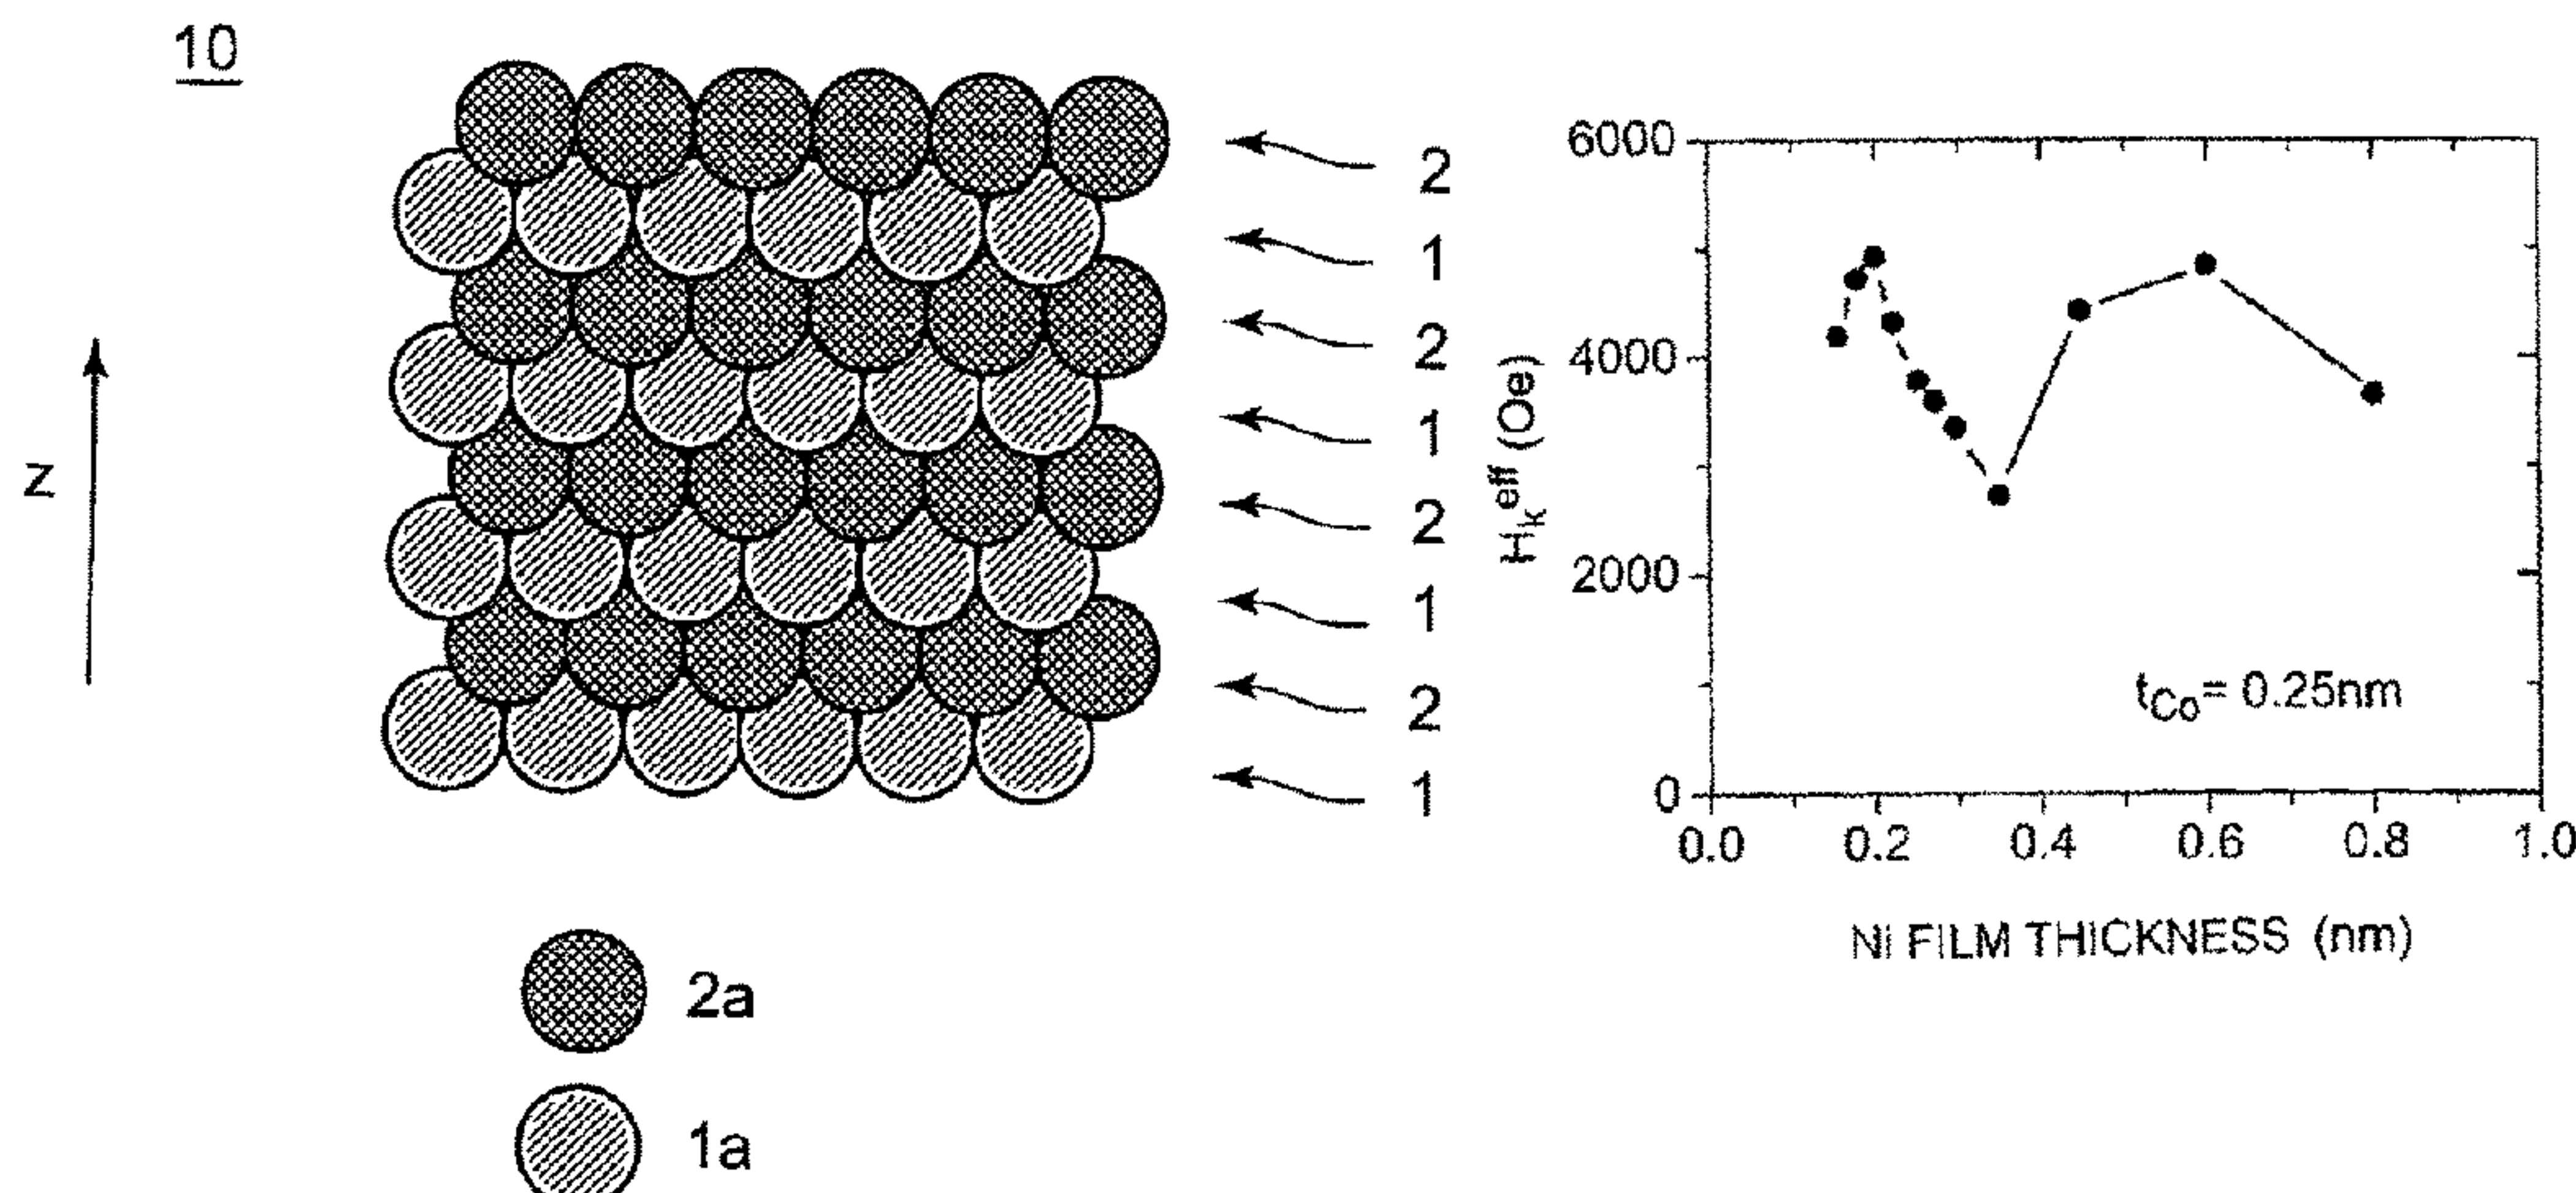 10
z
2
1
2
1
2
1
2
1
2a
1a
6000
4000
2000
0
H_k^eff (Oe)
t_Co = 0.25nm
0.0 0.2 0.4 0.6 0.8 1.0
Ni FILM THICKNESS (nm)